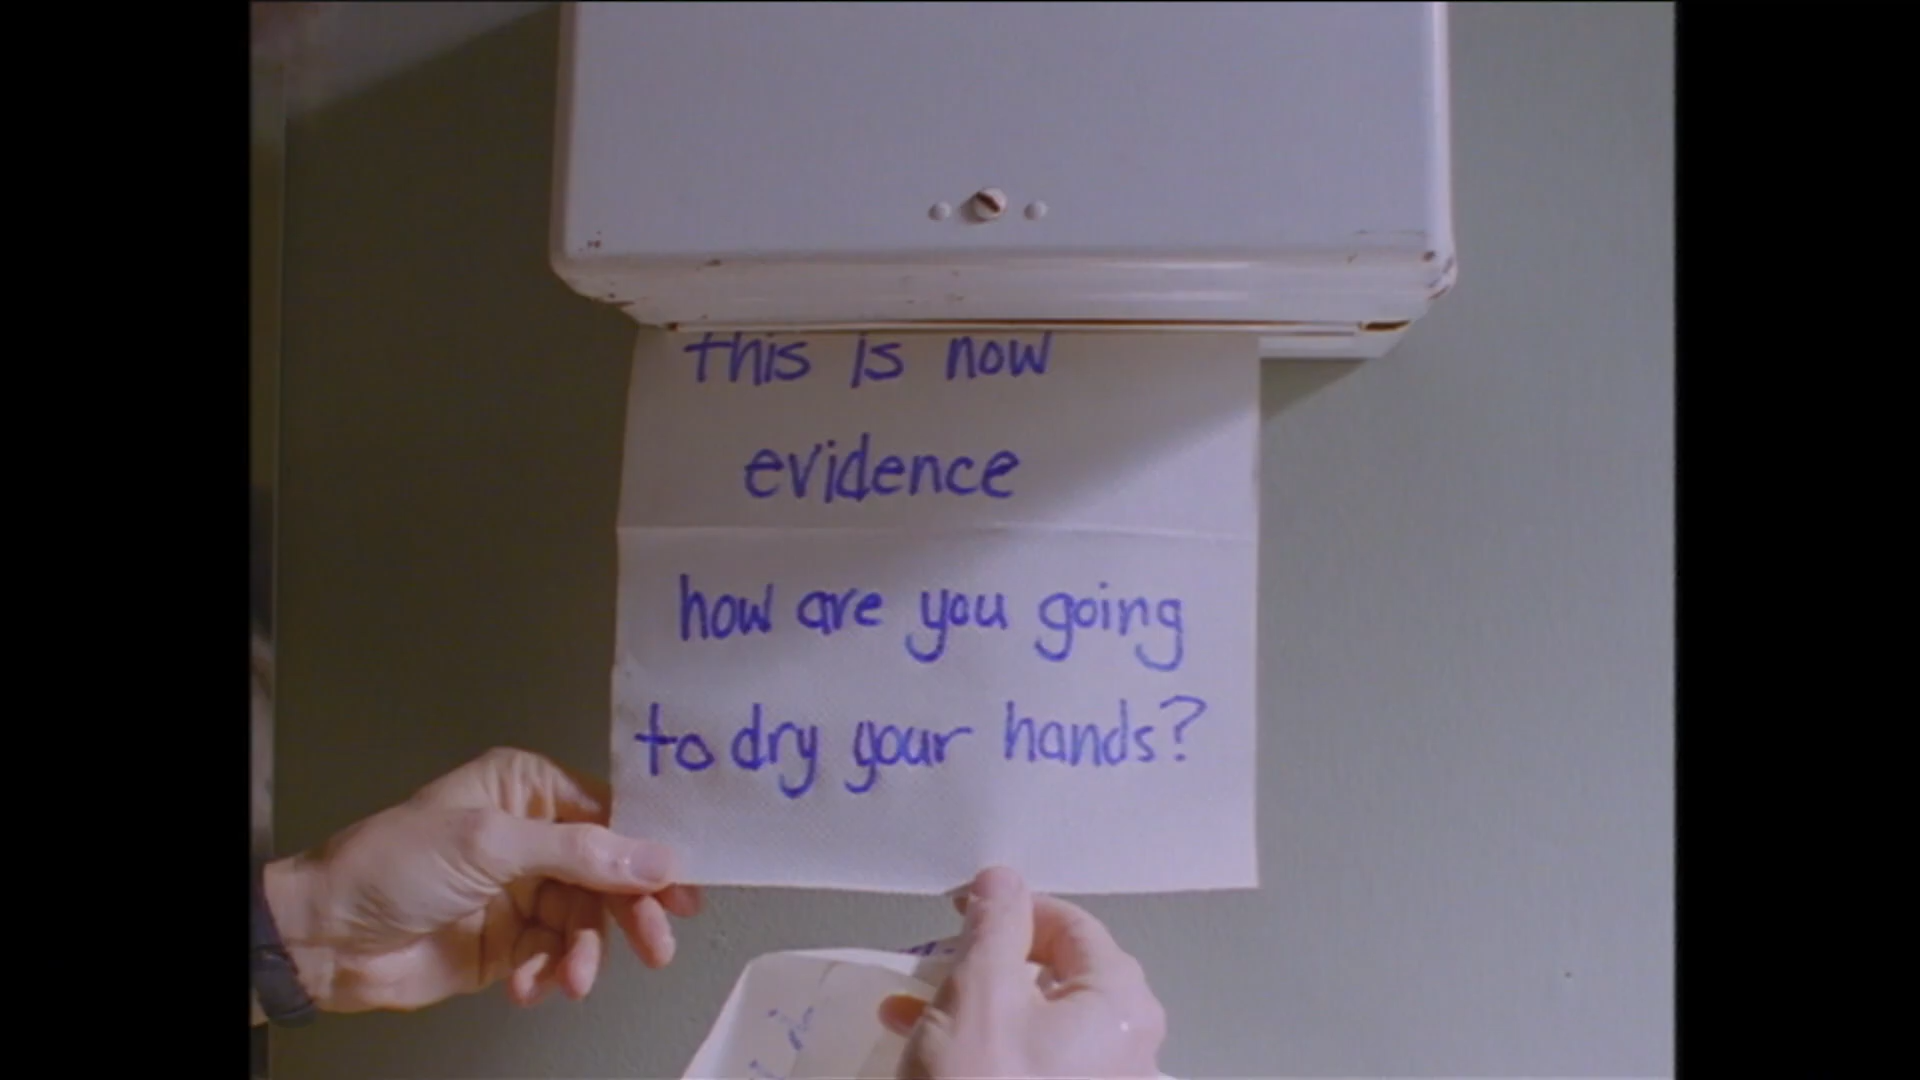 this is now
evidence
how are you going
to dry your hands?